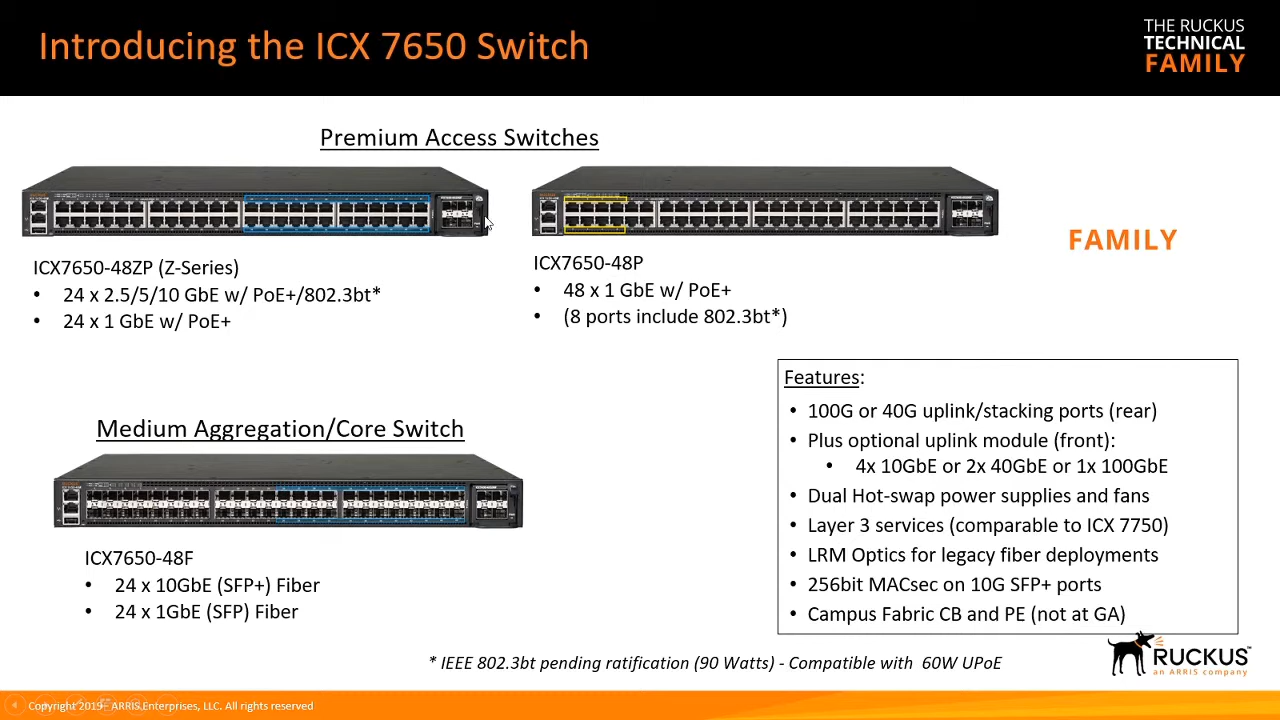 Introducing the ICX 7650 Switch
THE RUCKUS
TECHNICAL
FAMILY
Premium Access Switches
ICX7650-48ZP (Z-Series)
• 24 x 2.5/5/10 GbE w/ PoE+/802.3bt*
• 24 x 1 GbE w/ PoE+
ICX7650-48P
• 48 x 1 GbE w/ PoE+
• (8 ports include 802.3bt*)
FAMILY
Medium Aggregation/Core Switch
ICX7650-48F
• 24 x 10GbE (SFP+) Fiber
• 24 x 1GbE (SFP) Fiber
Features:
• 100G or 40G uplink/stacking ports (rear)
• Plus optional uplink module (front):
• 4x 10GbE or 2x 40GbE or 1x 100GbE
• Dual Hot-swap power supplies and fans
• Layer 3 services (comparable to ICX 7750)
• LRM Optics for legacy fiber deployments
• 256bit MACsec on 10G SFP+ ports
• Campus Fabric CB and PE (not at GA)
* IEEE 802.3bt pending ratification (90 Watts) - Compatible with 60W UPoE
RUCKUS
an ARRIS company
Copyright 2019– ARRIS Enterprises, LLC. All rights reserved